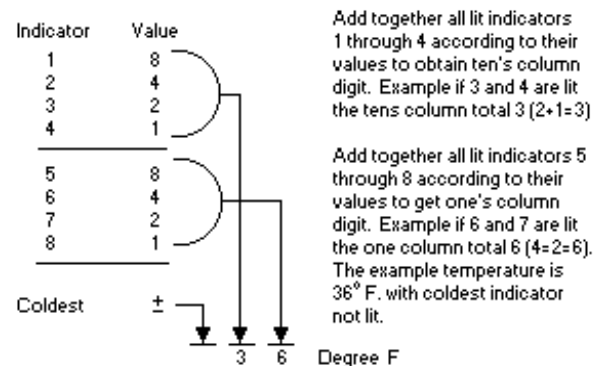 Indicator Value
1 8
2 4
3 2
4 1
5 8
6 4
7 2
8 1
Coldest ±
3 6 Degree F
Add together all lit indicators
1 through 4 according to their
values to obtain ten's column
digit. Example if 3 and 4 are lit
the tens column total 3 (2+1=3)
Add together all lit indicators 5
through 8 according to their
values to get one's column
digit. Example if 6 and 7 are lit
the one column total 6 (4=2=6).
The example temperature is
36° F. with coldest indicator
not lit.